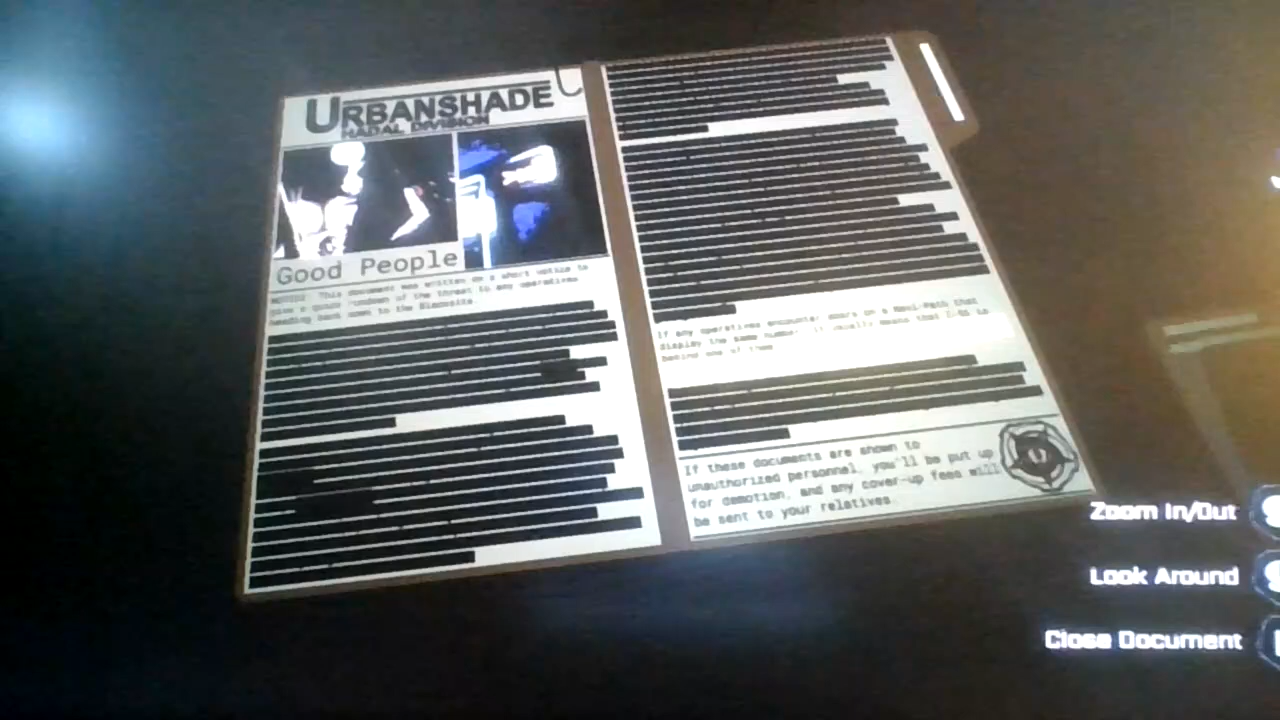 URBANSHADE
HADAL DIVISION
Good People
NOTICE: This document was written on a short notice to
give a quick rundown of the threat to any operatives
heading back down to the Blacksite.
If any operatives encounter doors on a Navi-Path that
display the same number, it usually means that
behind one of them
If these documents are shown to
unauthorized personnel, you'll be put up
for demotion, and any cover-up fees will
be sent to your relatives.
Zoom In/Out
Look Around
Close Document